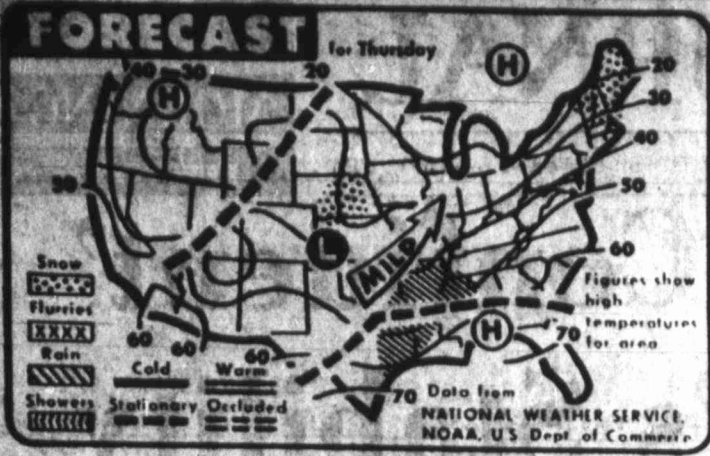 FORECAST for Thursday
H
40 30 20
H
20
30
40
50
50
60
L
MILD
Snow
Flurries
XXXX
Rain
Showers
Figures show
high
temperatures
for area
H
70
60 60 60
Cold Warm
Stationary Occluded
70
Data from
NATIONAL WEATHER SERVICE,
NOAA, U S Dept of Commerce